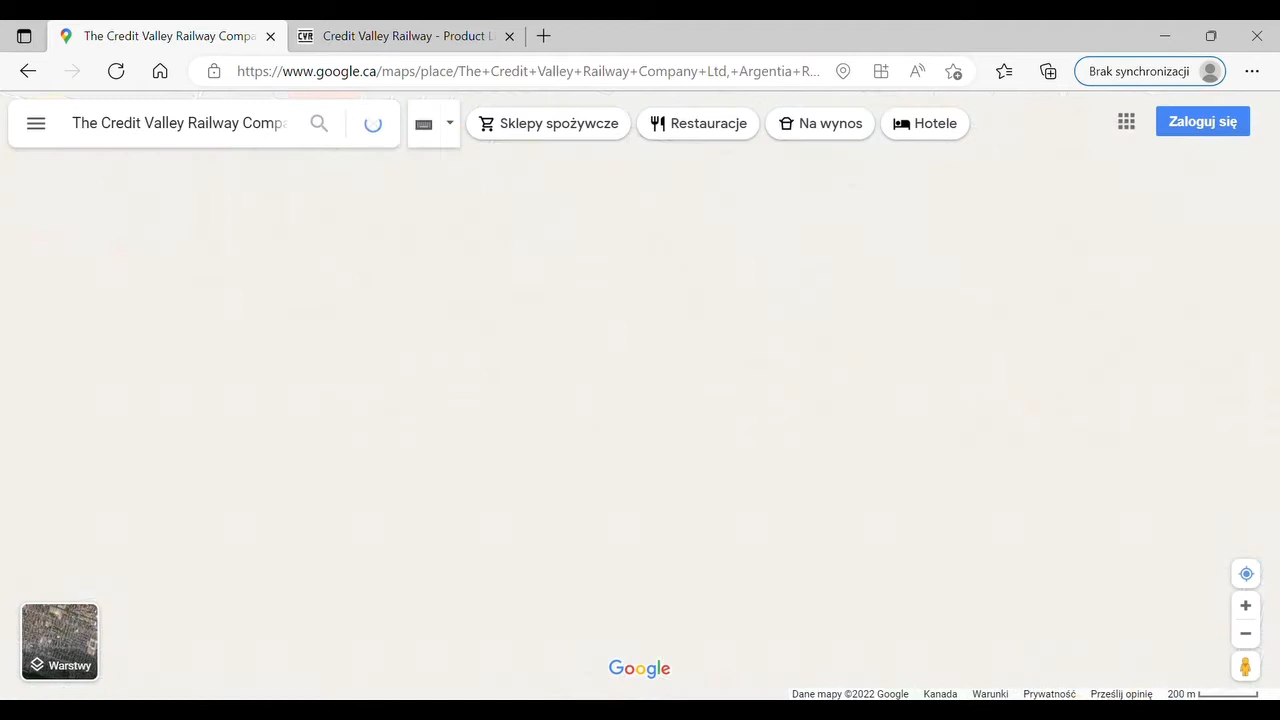 The Credit Valley Railway Compa
CVR
Credit Valley Railway - Product L
https://www.google.ca/maps/place/The+Credit+Valley+Railway+Company+Ltd,+Argentia+R...
Brak synchronizacji
The Credit Valley Railway Compa
Sklepy spożywcze
Restauracje
Na wynos
Hotele
Zaloguj się
Warstwy
Google
Dane mapy ©2022 Google Kanada Warunki Prywatność Prześlij opinię 200 m